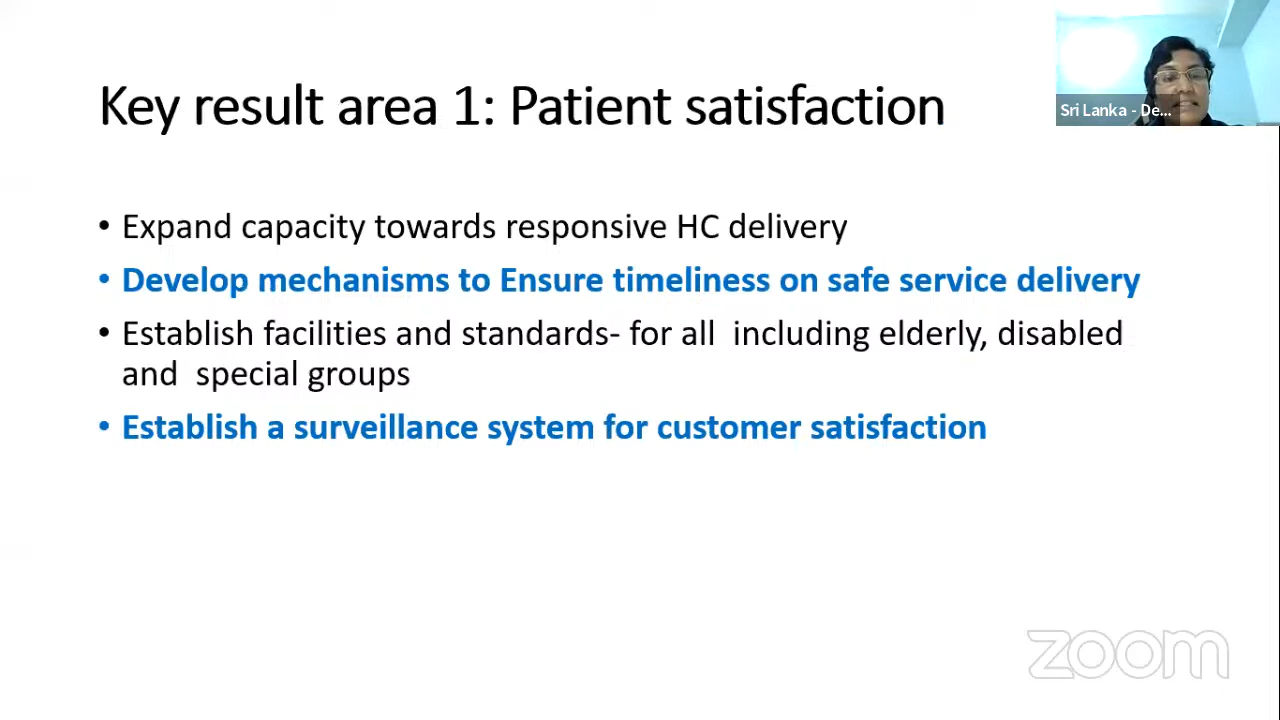 Key result area 1: Patient satisfaction
Sri Lanka - De...
• Expand capacity towards responsive HC delivery
• Develop mechanisms to Ensure timeliness on safe service delivery
• Establish facilities and standards- for all  including elderly, disabled
and  special groups
• Establish a surveillance system for customer satisfaction
zoom